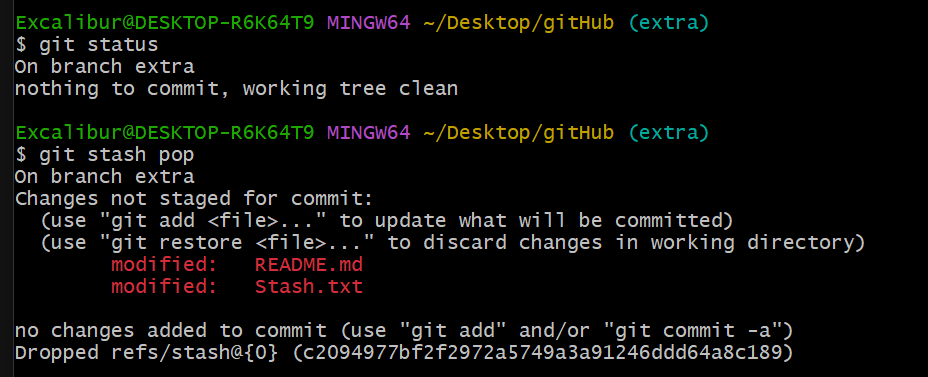 Excalibur@DESKTOP-R6K64T9 MINGW64 ~/Desktop/gitHub (extra)
$ git status
On branch extra
nothing to commit, working tree clean
Excalibur@DESKTOP-R6K64T9 MINGW64 ~/Desktop/gitHub (extra)
$ git stash pop
On branch extra
Changes not staged for commit:
  (use "git add <file>..." to update what will be committed)
  (use "git restore <file>..." to discard changes in working directory)
        modified:   README.md
        modified:   Stash.txt
no changes added to commit (use "git add" and/or "git commit -a")
Dropped refs/stash@{0} (c2094977bf2f2972a5749a3a91246ddd64a8c189)